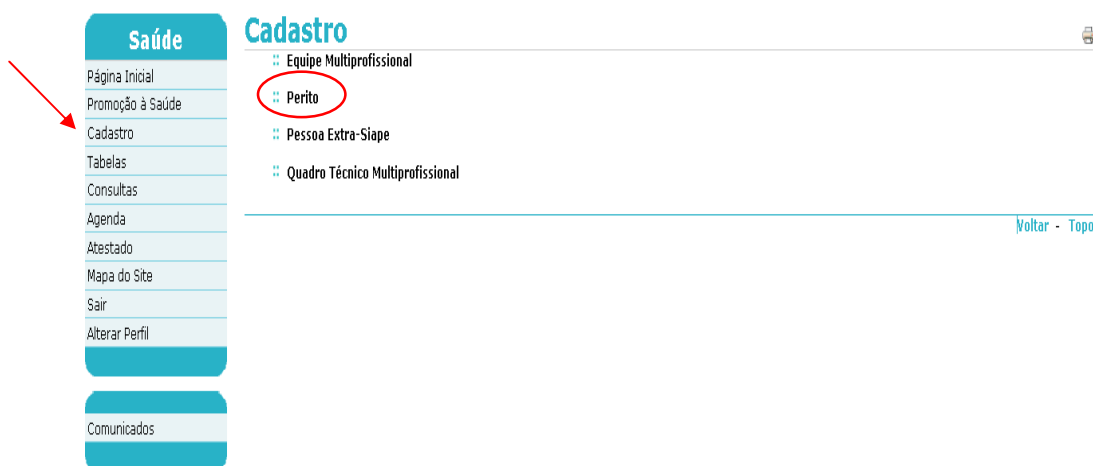 Saúde
Página Inicial
Promoção à Saúde
Cadastro
Tabelas
Consultas
Agenda
Atestado
Mapa do Site
Sair
Alterar Perfil
Comunicados
Cadastro
Equipe Multiprofissional
Perito
Pessoa Extra-Siape
Quadro Técnico Multiprofissional
Voltar - Topo